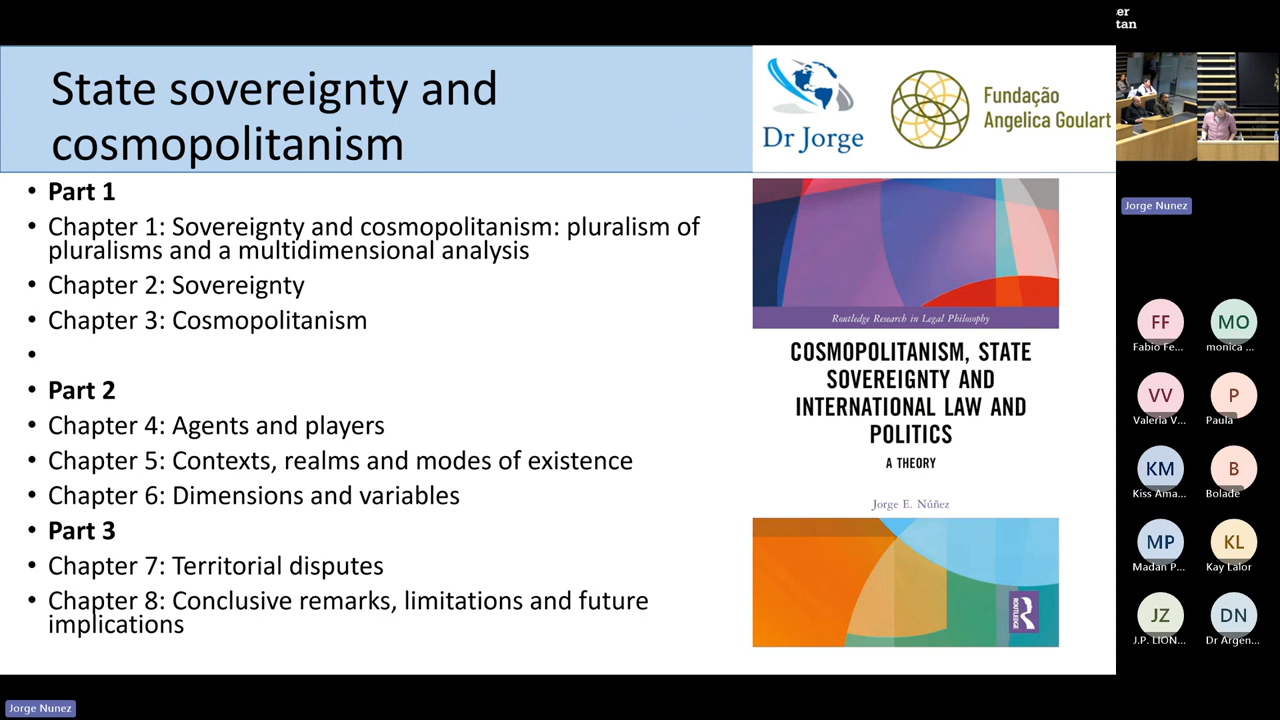 er
tan
State sovereignty and
cosmopolitanism
Dr Jorge
Fundação
Angelica Goulart
• Part 1
• Chapter 1: Sovereignty and cosmopolitanism: pluralism of
pluralisms and a multidimensional analysis
• Chapter 2: Sovereignty
• Chapter 3: Cosmopolitanism
•
• Part 2
• Chapter 4: Agents and players
• Chapter 5: Contexts, realms and modes of existence
• Chapter 6: Dimensions and variables
• Part 3
• Chapter 7: Territorial disputes
• Chapter 8: Conclusive remarks, limitations and future
implications
Routledge Research in Legal Philosophy
COSMOPOLITANISM, STATE
SOVEREIGNTY AND
INTERNATIONAL LAW AND
POLITICS
A THEORY
Jorge E. Núñez
ROUTLEDGE
Jorge Nunez
FF
Fabio Fe...
MO
monica ...
VV
Valeria V...
P
Paula
KM
Kiss Ama...
B
Bolade
MP
Madan P...
KL
Kay Lalor
JZ
J.P. LION...
DN
Dr Argen...
Jorge Nunez